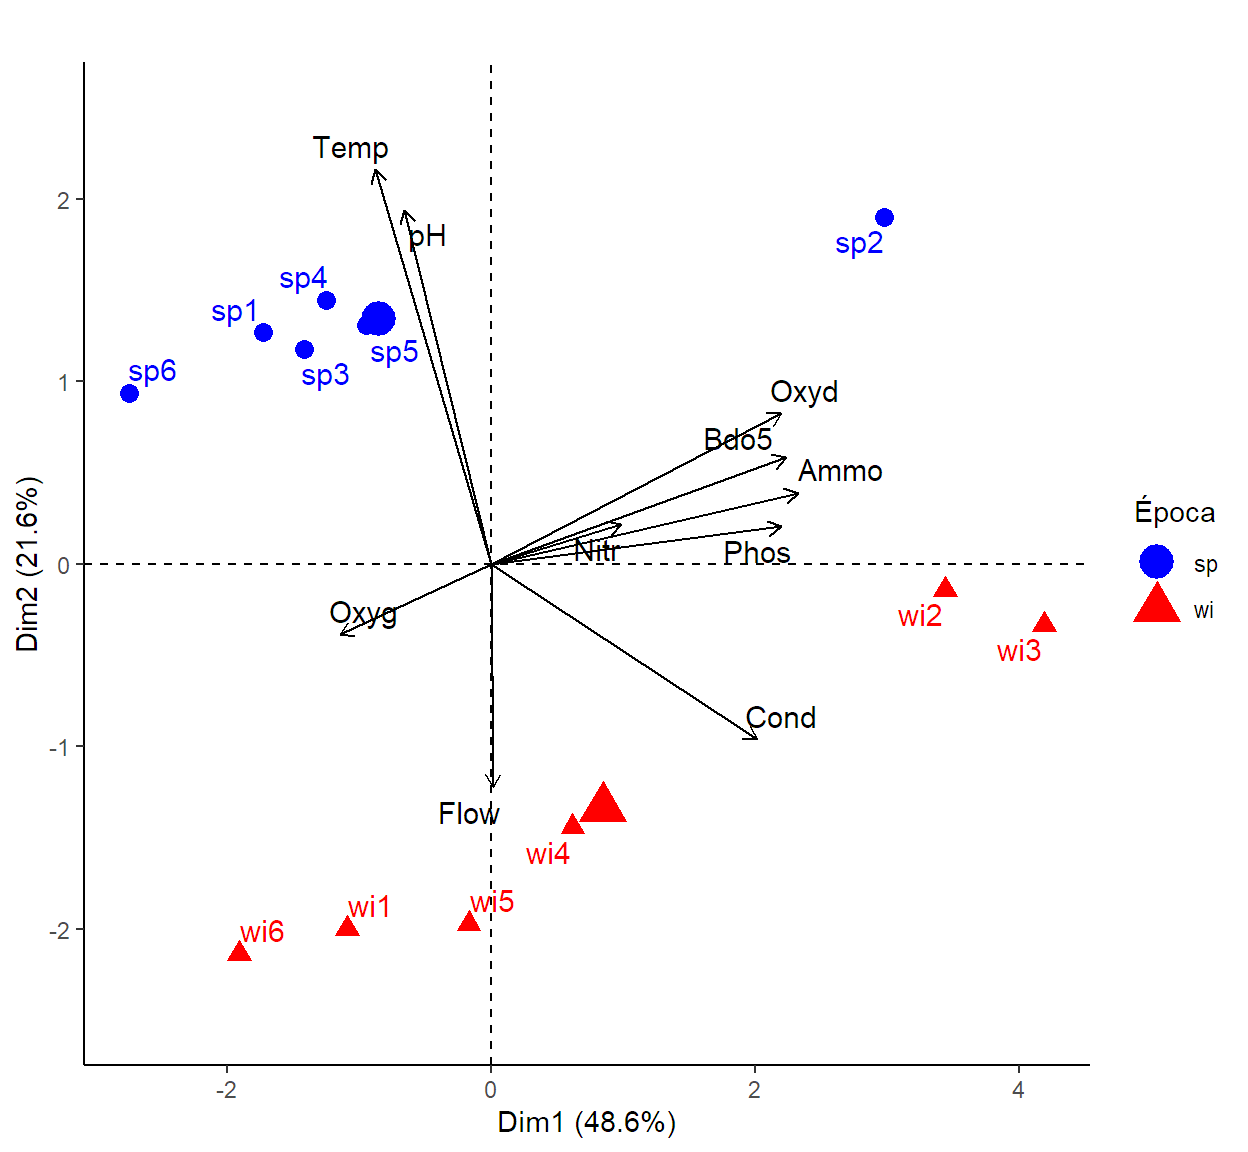 Temp
pH
sp2
sp4
sp1
sp5
sp6
sp3
Oxyd
Bdo5
Ammo
Nitr
Phos
Oxyg
wi2
wi3
Cond
Flow
wi4
wi5
wi1
wi6
2
1
0
-1
-2
Dim2 (21.6%)
-2
0
2
4
Dim1 (48.6%)
Época
sp
wi